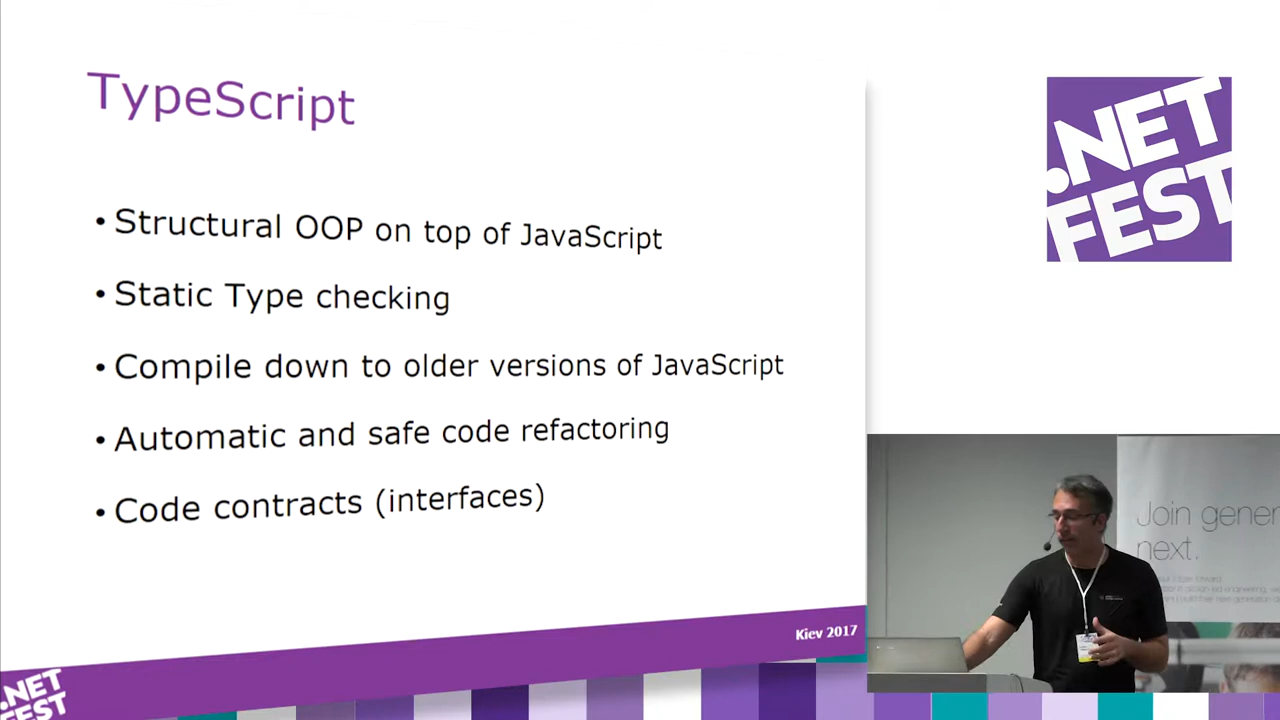 TypeScript
• Structural OOP on top of JavaScript
• Static Type checking
• Compile down to older versions of JavaScript
• Automatic and safe code refactoring
• Code contracts (interfaces)
Kiev 2017
.NET
FEST
.NET
FEST
Join gener
next.